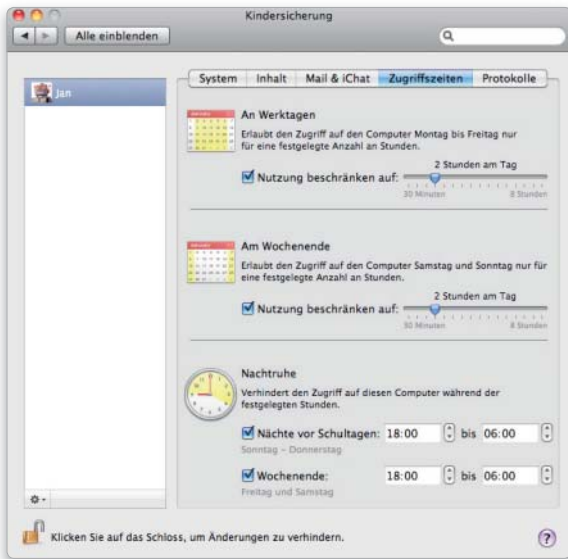 Kindersicherung
Alle einblenden
Jan
System Inhalt Mail & iChat Zugriffszeiten Protokolle
An Werktagen
Erlaubt den Zugriff auf den Computer Montag bis Freitag nur
für eine festgelegte Anzahl an Stunden.
2 Stunden am Tag
Nutzung beschränken auf:
30 Minuten 8 Stunden
Am Wochenende
Erlaubt den Zugriff auf den Computer Samstag und Sonntag nur für
eine festgelegte Anzahl an Stunden.
2 Stunden am Tag
Nutzung beschränken auf:
30 Minuten 8 Stunden
Nachtruhe
Verhindert den Zugriff auf diesen Computer während der
festgelegten Stunden.
Nächte vor Schultagen: 18:00 bis 06:00
Sonntag – Donnerstag
Wochenende: 18:00 bis 06:00
Freitag und Samstag
Klicken Sie auf das Schloss, um Änderungen zu verhindern. ?